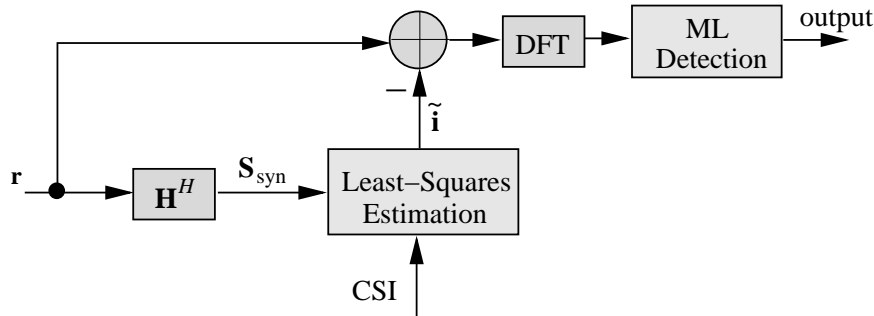 output
DFT
ML
Detection
−
ĩ
r
H^H
S_syn
Least–Squares
Estimation
CSI